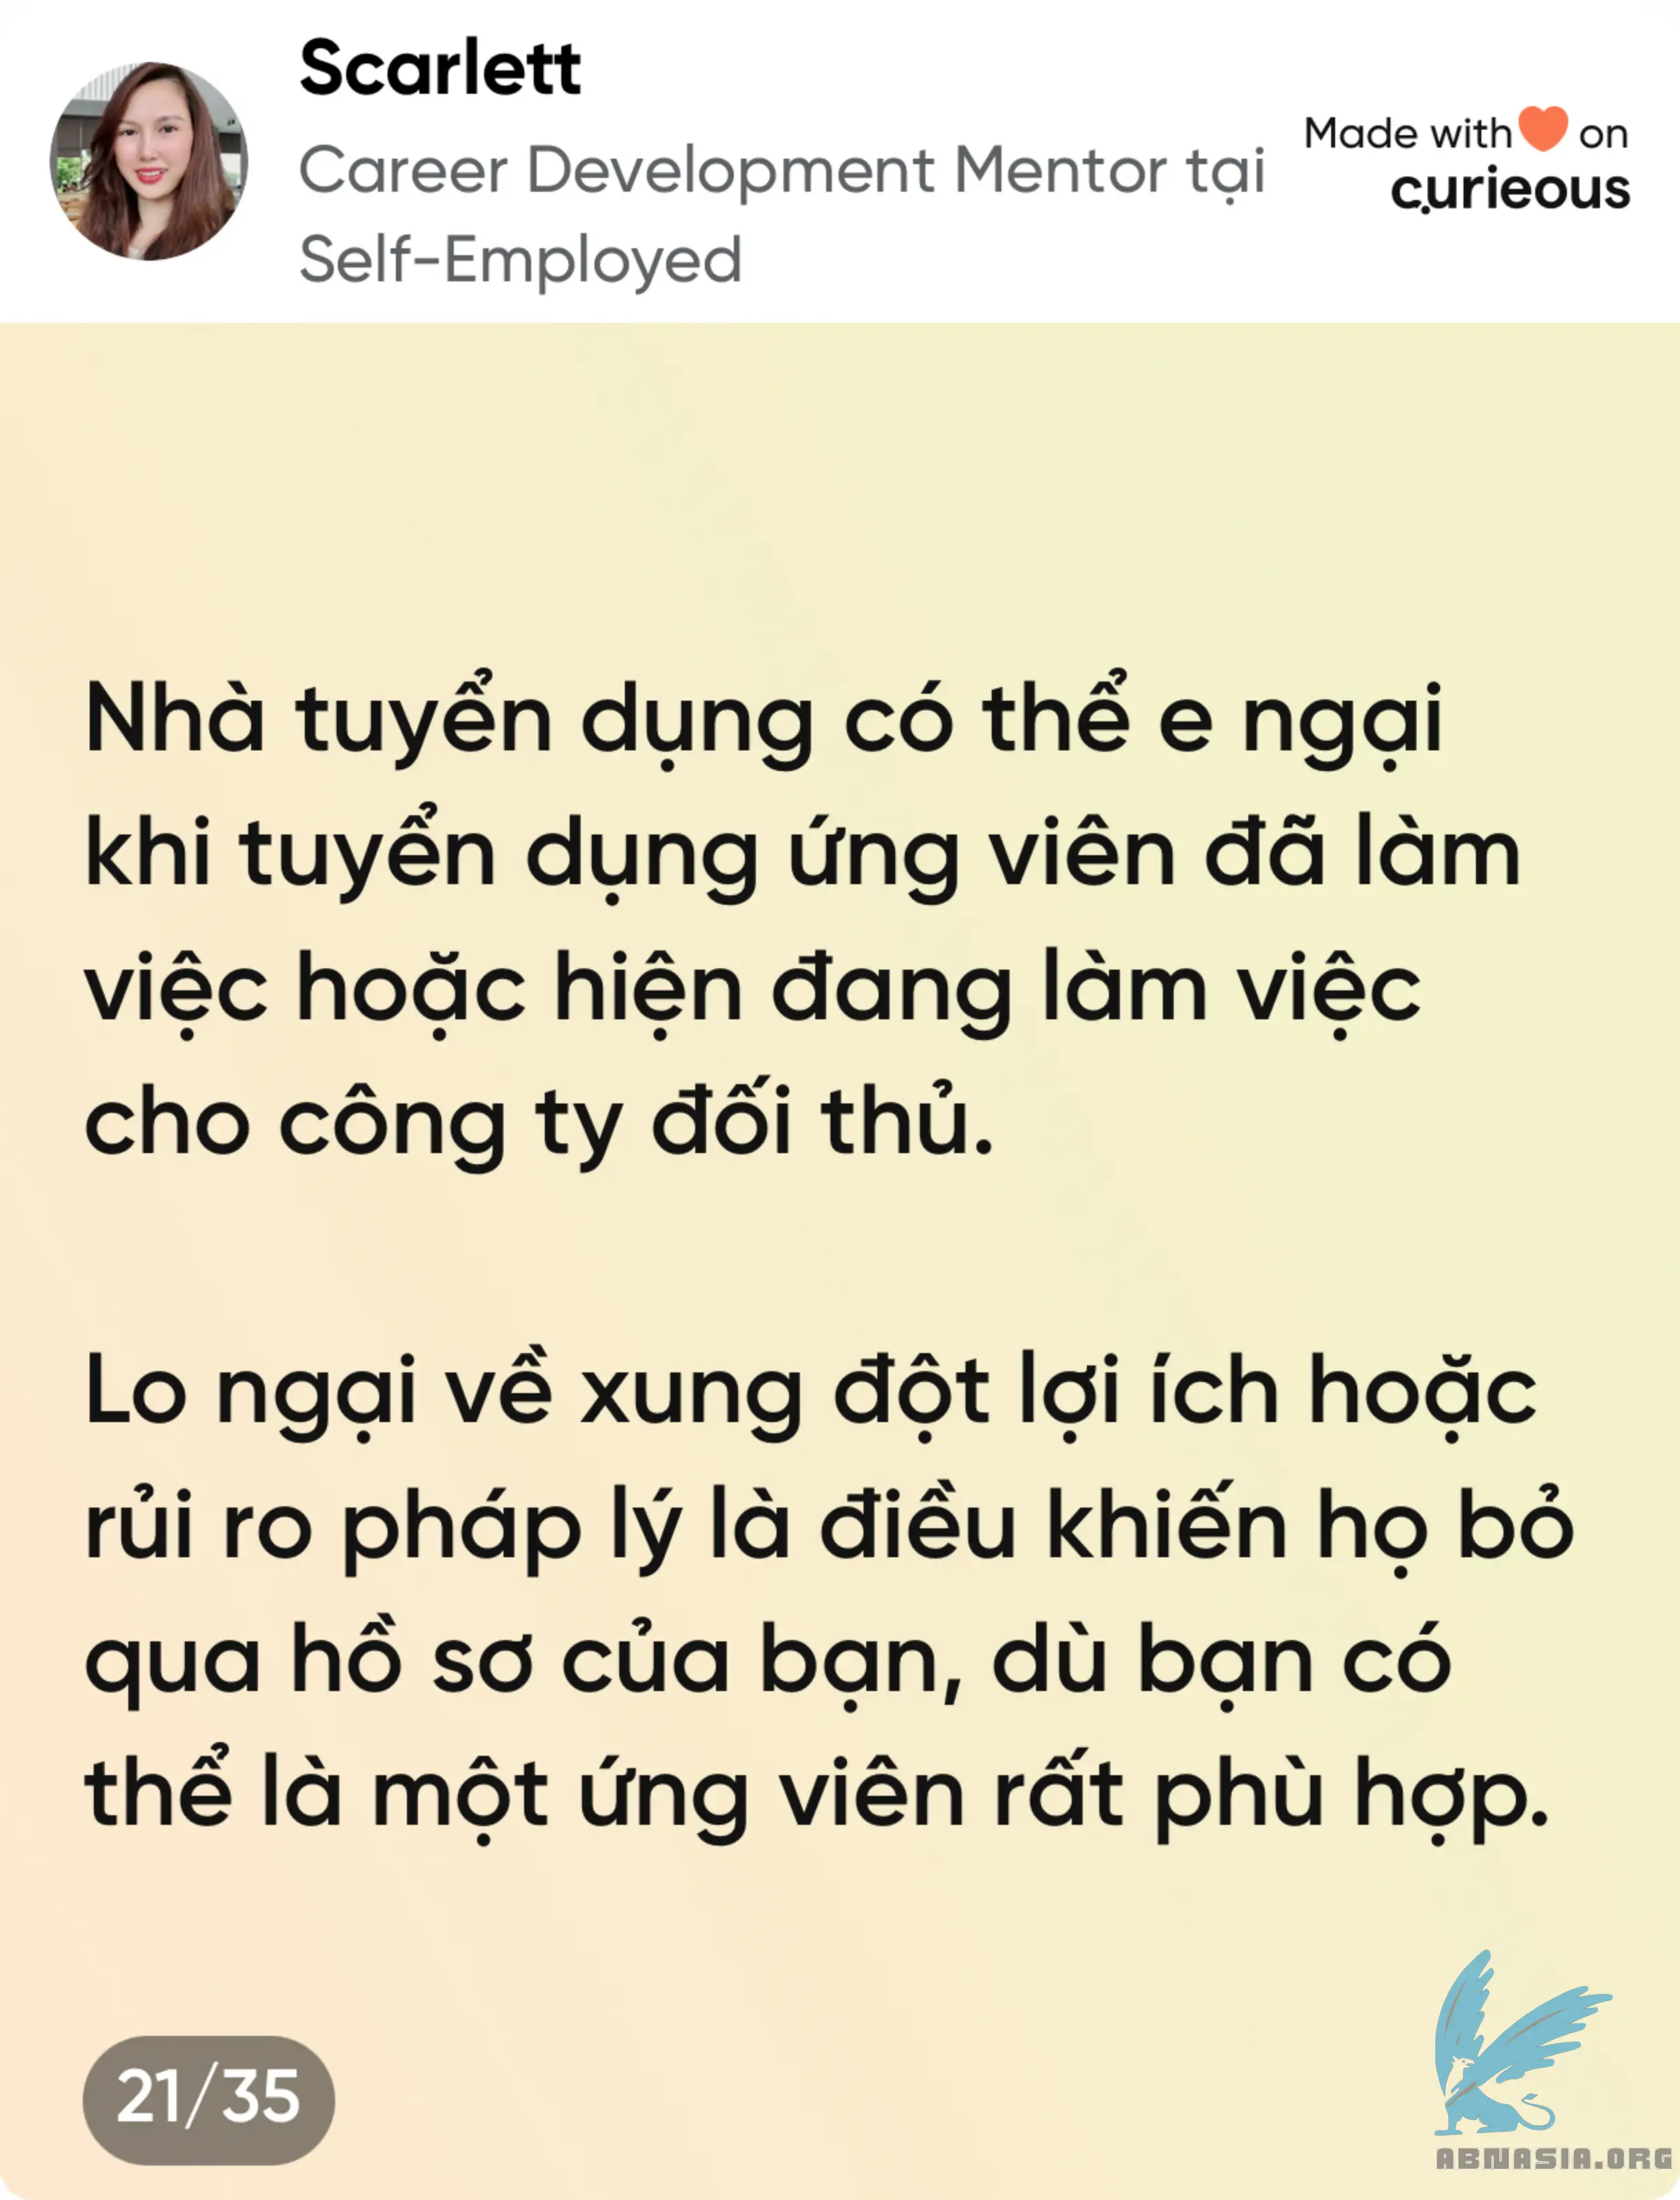 Scarlett
Career Development Mentor tại
Self-Employed
Made with on
curieous
Nhà tuyển dụng có thể e ngại
khi tuyển dụng ứng viên đã làm
việc hoặc hiện đang làm việc
cho công ty đối thủ.
Lo ngại về xung đột lợi ích hoặc
rủi ro pháp lý là điều khiến họ bỏ
qua hồ sơ của bạn, dù bạn có
thể là một ứng viên rất phù hợp.
21/35
ABNASIA.ORG